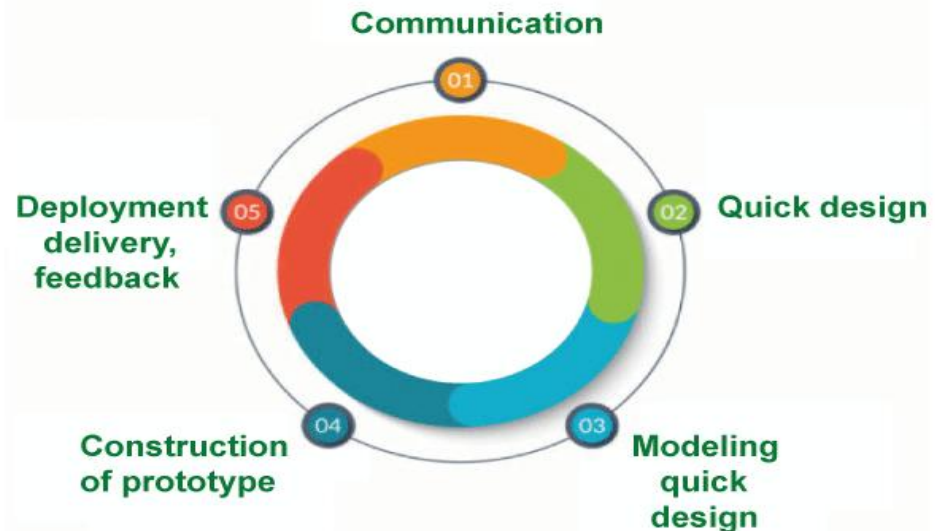 Communication
01
02
Quick design
03
Modeling
quick
design
04
Construction
of prototype
05
Deployment
delivery,
feedback